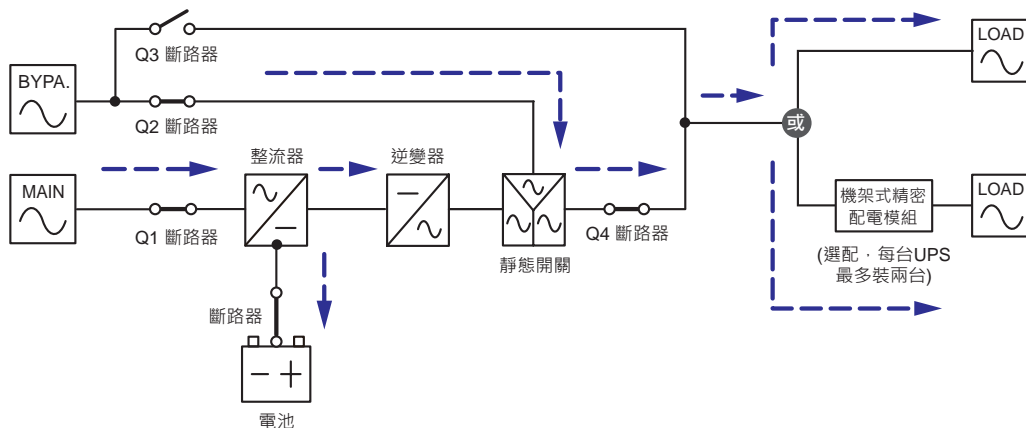 Q3 斷路器
LOAD
BYPA.
或
Q2 斷路器
整流器
逆變器
MAIN
機架式精密
配電模組
LOAD
Q1 斷路器
Q4 斷路器
靜態開關
(選配，每台UPS
最多裝兩台)
斷路器
電池